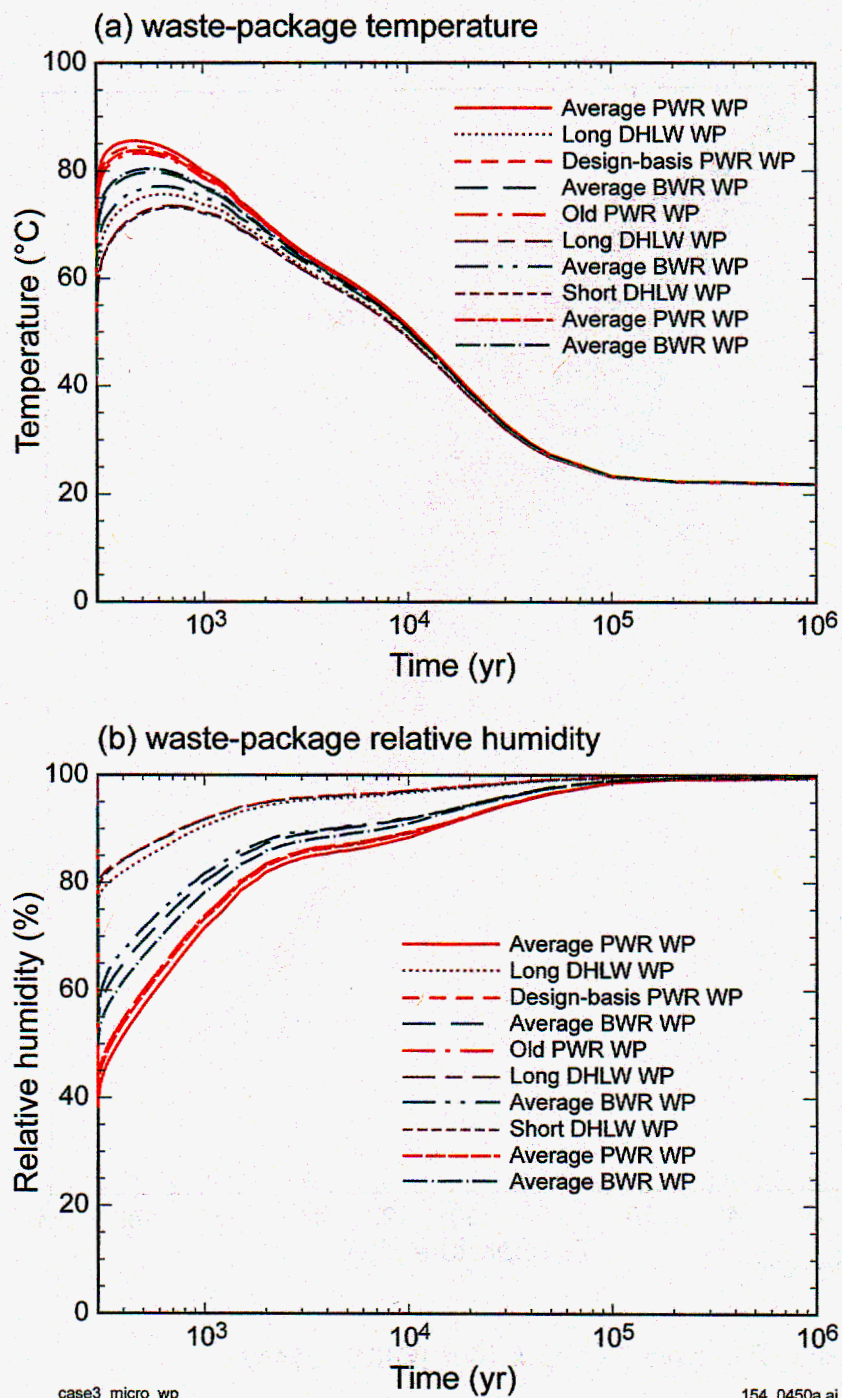 (a) waste-package temperature
100
80
60
40
20
0
Temperature (°C)
Average PWR WP
Long DHLW WP
Design-basis PWR WP
Average BWR WP
Old PWR WP
Long DHLW WP
Average BWR WP
Short DHLW WP
Average PWR WP
Average BWR WP
10³ 10⁴ 10⁵ 10⁶
Time (yr)
(b) waste-package relative humidity
100
80
60
40
20
0
Relative humidity (%)
Average PWR WP
Long DHLW WP
Design-basis PWR WP
Average BWR WP
Old PWR WP
Long DHLW WP
Average BWR WP
Short DHLW WP
Average PWR WP
Average BWR WP
10³ 10⁴ 10⁵ 10⁶
Time (yr)
case3_micro_wp 154_0450a.ai